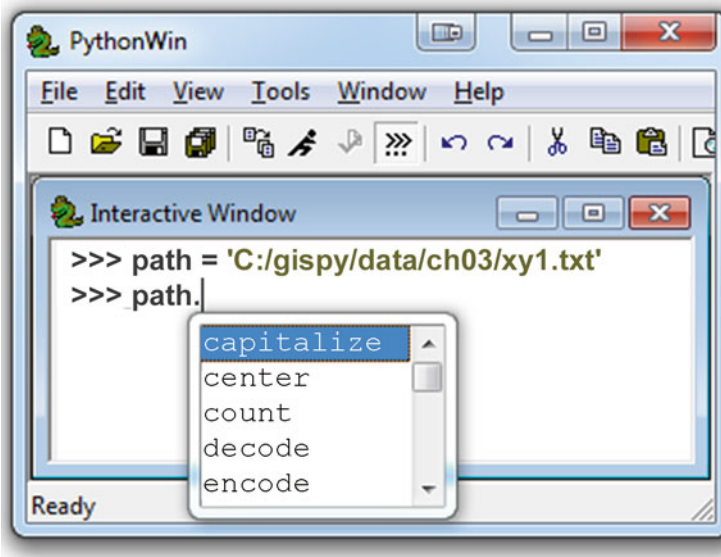 PythonWin
File Edit View Tools Window Help
Interactive Window
>>> path = 'C:/gispy/data/ch03/xy1.txt'
>>> path.
capitalize
center
count
decode
encode
Ready